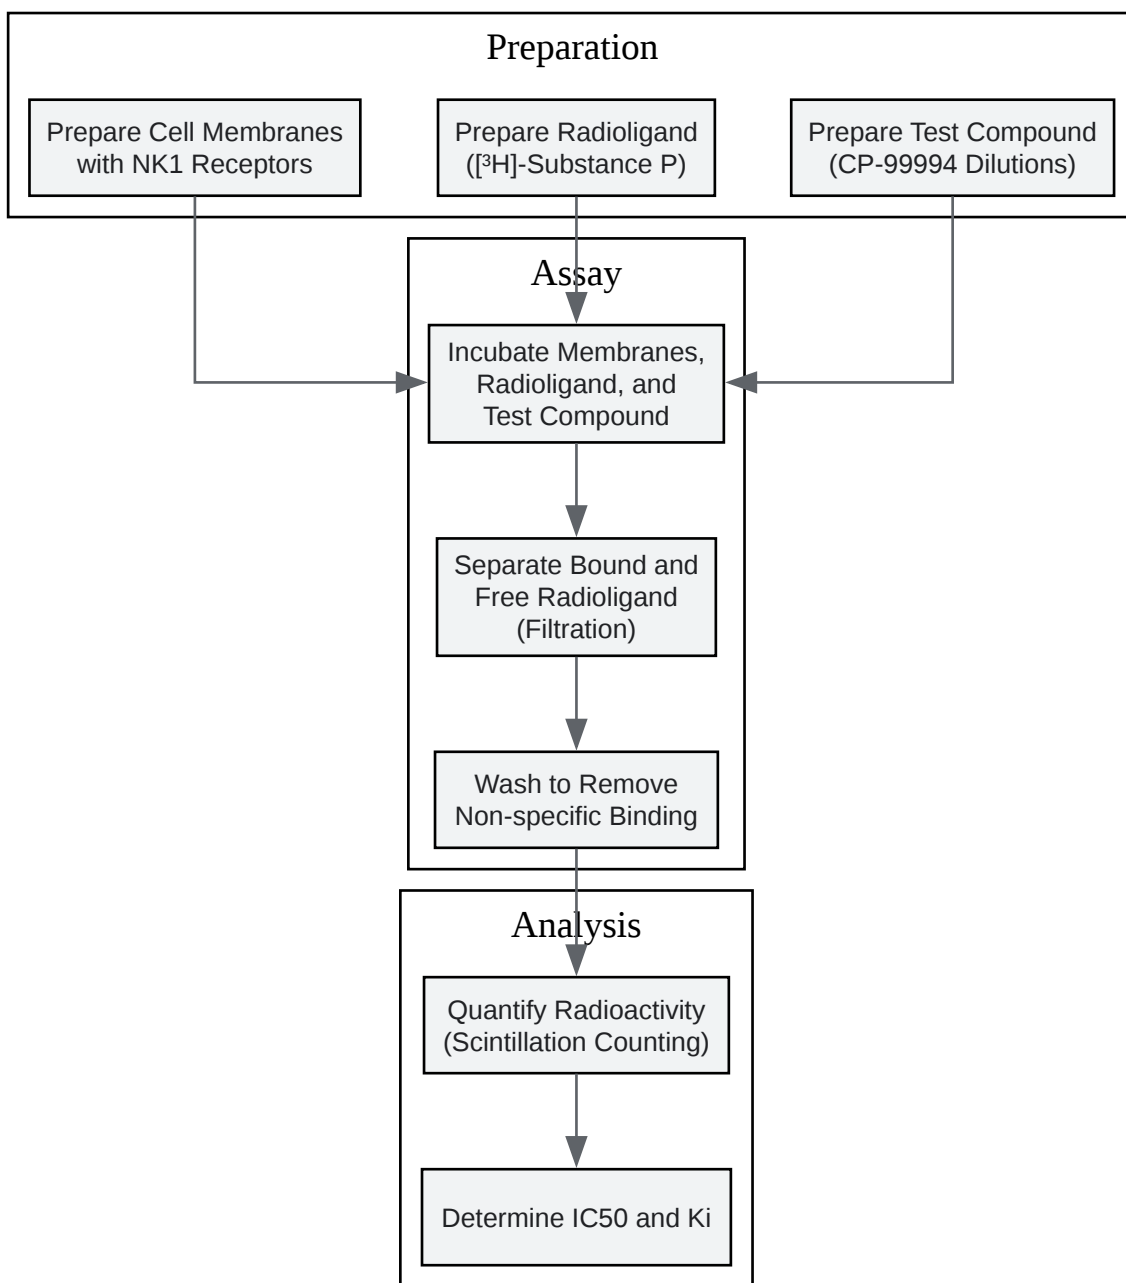 Preparation
Prepare Cell Membranes
with NK1 Receptors
Prepare Radioligand
([³H]-Substance P)
Prepare Test Compound
(CP-99994 Dilutions)
Assay
Incubate Membranes,
Radioligand, and
Test Compound
Separate Bound and
Free Radioligand
(Filtration)
Wash to Remove
Non-specific Binding
Analysis
Quantify Radioactivity
(Scintillation Counting)
Determine IC50 and Ki